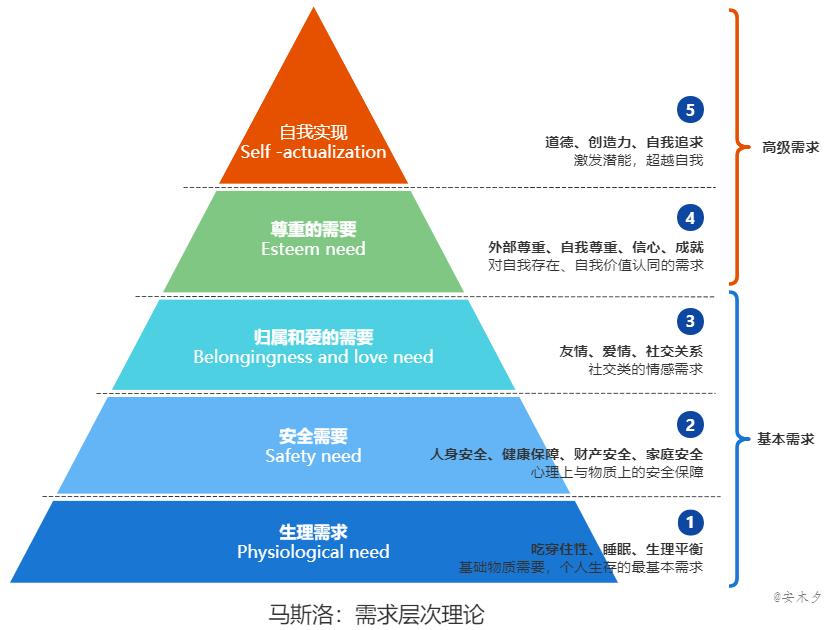 5
自我实现
Self -actualization
道德、创造力、自我追求
激发潜能，超越自我
高级需求
4
尊重的需要
Esteem need
外部尊重、自我尊重、信心、成就
对自我存在、自我价值认同的需求
3
归属和爱的需要
Belongingness and love need
友情、爱情、社交关系
社交类的情感需求
2
安全需要
Safety need
人身安全、健康保障、财产安全、家庭安全
心理上与物质上的安全保障
基本需求
1
生理需求
Physiological need
吃穿住性、睡眠、生理平衡
基础物质需要，个人生存的最基本需求
@安木夕
马斯洛：需求层次理论